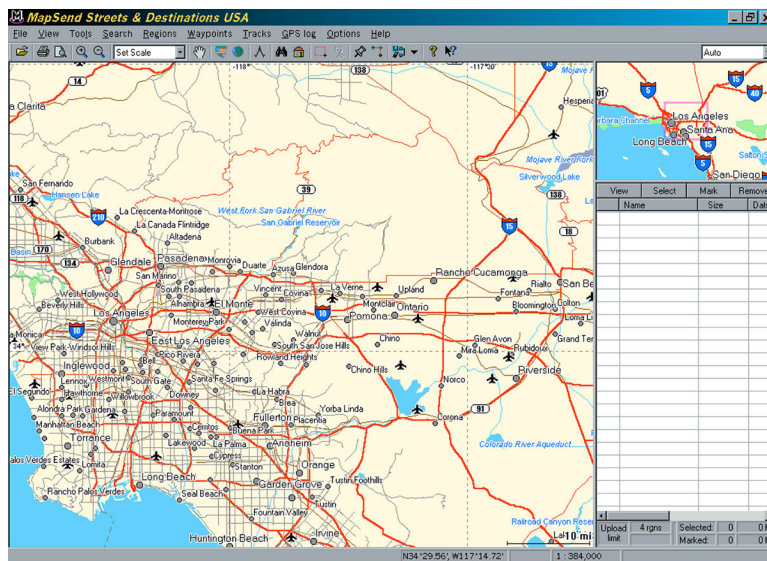 MapSend Streets & Destinations USA
File View Tools Search Regions Waypoints Tracks GPS log Options Help
Set Scale
Auto
-118°
-117°30'
15
Mojave R
138
14
a Clarita
Hesperia
Mojave River Fork
Silverwood Lake
138
39
San Fernando
Hansen Lake
118
210
La Crescenta-Montrose
West Fork San Gabriel River
La Canada Flintridge
San Gabriel Reservoir
15
18
Altadena
Burbank
Basin
170
134
Glendale
Pasadena
Monrovia
Duarte
Azusa
Glendora
San Marino
Rancho Cucamonga
Rialto
San Be
West Hollywood
South Pasadena
Vincent
Covina
La Verne
Upland
Fontana
Beverly Hills
Alhambra
El Monte
Montclair
Bloomington
Colton
Los Angeles
West Covina
10
Pomona
Ontario
Loma Li
Monterey Park
Valinda
a Monica
10
East Los Angeles
Walnut
Chino
Glen Avon
Grand Terr
34°
View Park-Windsor Hills
Bell
Pico Rivera
South San Jose Hills
Mira Loma
Rubidoux
Rowland Heights
Inglewood
Chino Hills
Riverside
Lennox
Westmont
South Gate
Santa Fe Springs
Norco
El Segundo
Hawthorne
Willowbrook
Downey
La Habra
Brea
Alondra Park
Gardena
Paramount
Yorba Linda
91
Manhattan Beach
Cerritos
Fullerton
Placentia
Corona
Buena Park
Torrance
Lakewood
La Palma
Anaheim
Colorado River Aqueduct
Cypress
alos Verdes Estates
Lomita
Stanton
Orange
Long Beach
Garden Grove
Tustin Foothills
Rancho Palos Verdes
Seal Beach
Tustin
Fountain Valley
Railroad Canyon Rese
Huntington Beach
Irvine
10 mi
15
5
40
01
Los Angeles
arbara Channel
Santa Ana
Long Beach
15
Salton S
5
San Diego
View Select Mark Remove
Name Size Date
Upload limit 4 rgns Selected: 0 0 K
Marked: 0 0 K
N34°29.56', W117°14.72' 1 : 384,000